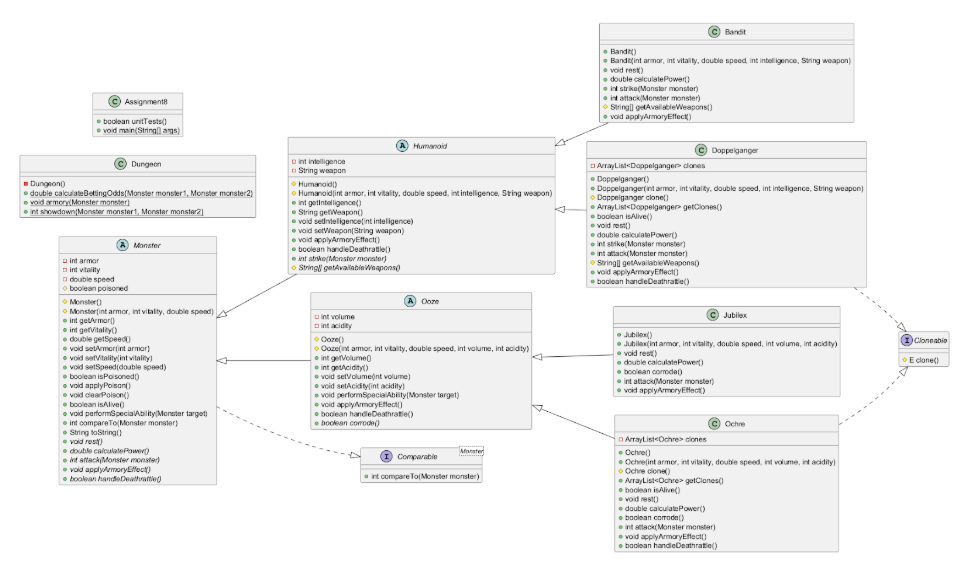 C Bandit
Bandit()
Bandit(int armor, int vitality, double speed, int intelligence, String weapon)
void rest()
double calculatePower()
int strike(Monster monster)
int attack(Monster monster)
String[] getAvailableWeapons()
void applyArmoryEffect()
C Assignment8
boolean unitTests()
void main(String[] args)
C Dungeon
Dungeon()
double calculateBettingOdds(Monster monster1, Monster monster2)
void armory(Monster monster)
int showdown(Monster monster1, Monster monster2)
A Humanoid
int intelligence
String weapon
Humanoid()
Humanoid(int armor, int vitality, double speed, int intelligence, String weapon)
int getIntelligence()
String getWeapon()
void setIntelligence(int intelligence)
void setWeapon(String weapon)
void applyArmoryEffect()
boolean handleDeathrattle()
int strike(Monster monster)
String[] getAvailableWeapons()
C Doppelganger
ArrayList<Doppelganger> clones
Doppelganger()
Doppelganger(int armor, int vitality, double speed, int intelligence, String weapon)
Doppelganger clone()
ArrayList<Doppelganger> getClones()
boolean isAlive()
void rest()
double calculatePower()
int strike(Monster monster)
int attack(Monster monster)
String[] getAvailableWeapons()
void applyArmoryEffect()
boolean handleDeathrattle()
A Monster
int armor
int vitality
double speed
boolean poisoned
Monster()
Monster(int armor, int vitality, double speed)
int getArmor()
int getVitality()
double getSpeed()
void setArmor(armor)
void setVitality(vitality)
void setSpeed(double speed)
boolean isPoisoned()
void applyPoison()
void clearPoison()
boolean isAlive()
void performSpecialAbility(Monster target)
int compareTo(Monster monster)
String toString()
void rest()
double calculatePower()
int attack(Monster monster)
void applyArmoryEffect()
boolean handleDeathrattle()
A Ooze
int volume
int acidity
Ooze()
Ooze(int armor, int vitality, double speed, int volume, int acidity)
int getVolume()
int getAcidity()
void setVolume(int volume)
void setAcidity(int acidity)
void performSpecialAbility(Monster target)
void applyArmoryEffect()
boolean handleDeathrattle()
boolean corrode()
C Jubilex
Jubilex()
Jubilex(int armor, int vitality, double speed, int volume, int acidity)
void rest()
double calculatePower()
boolean corrode()
int attack(Monster monster)
void applyArmoryEffect()
I Cloneable
E clone()
I Comparable
Monster
int compareTo(Monster monster)
C Ochre
ArrayList<Ochre> clones
Ochre()
Ochre(int armor, int vitality, double speed, int volume, int acidity)
Ochre clone()
ArrayList<Ochre> getClones()
boolean isAlive()
void rest()
double calculatePower()
boolean corrode()
int attack(Monster monster)
void applyArmoryEffect()
boolean handleDeathrattle()